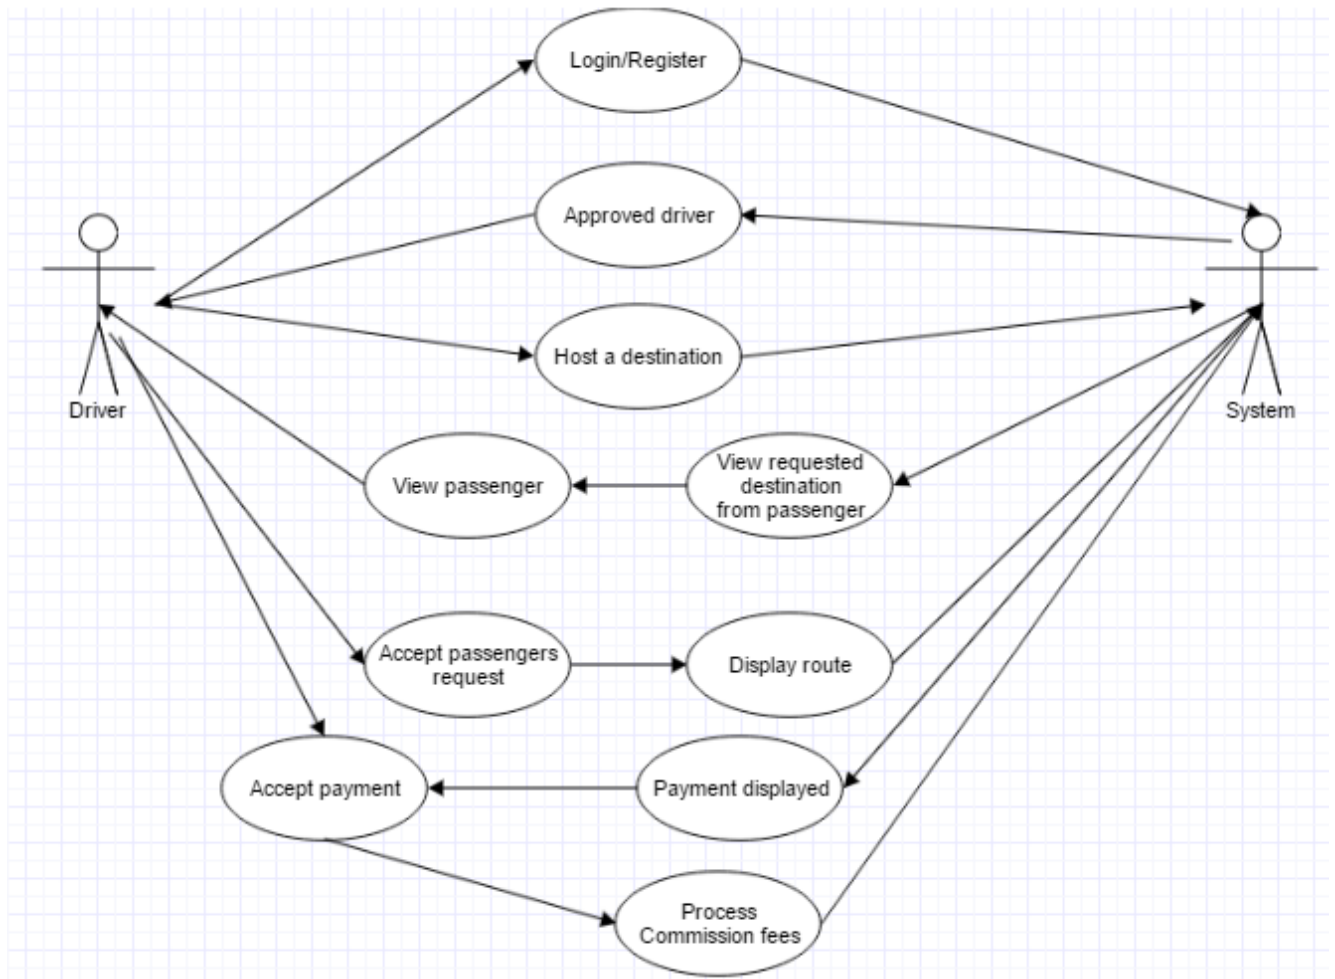 Login/Register
Approved driver
Host a destination
Driver
System
View passenger
View requested
destination
from passenger
Accept passengers
request
Display route
Accept payment
Payment displayed
Process
Commission fees